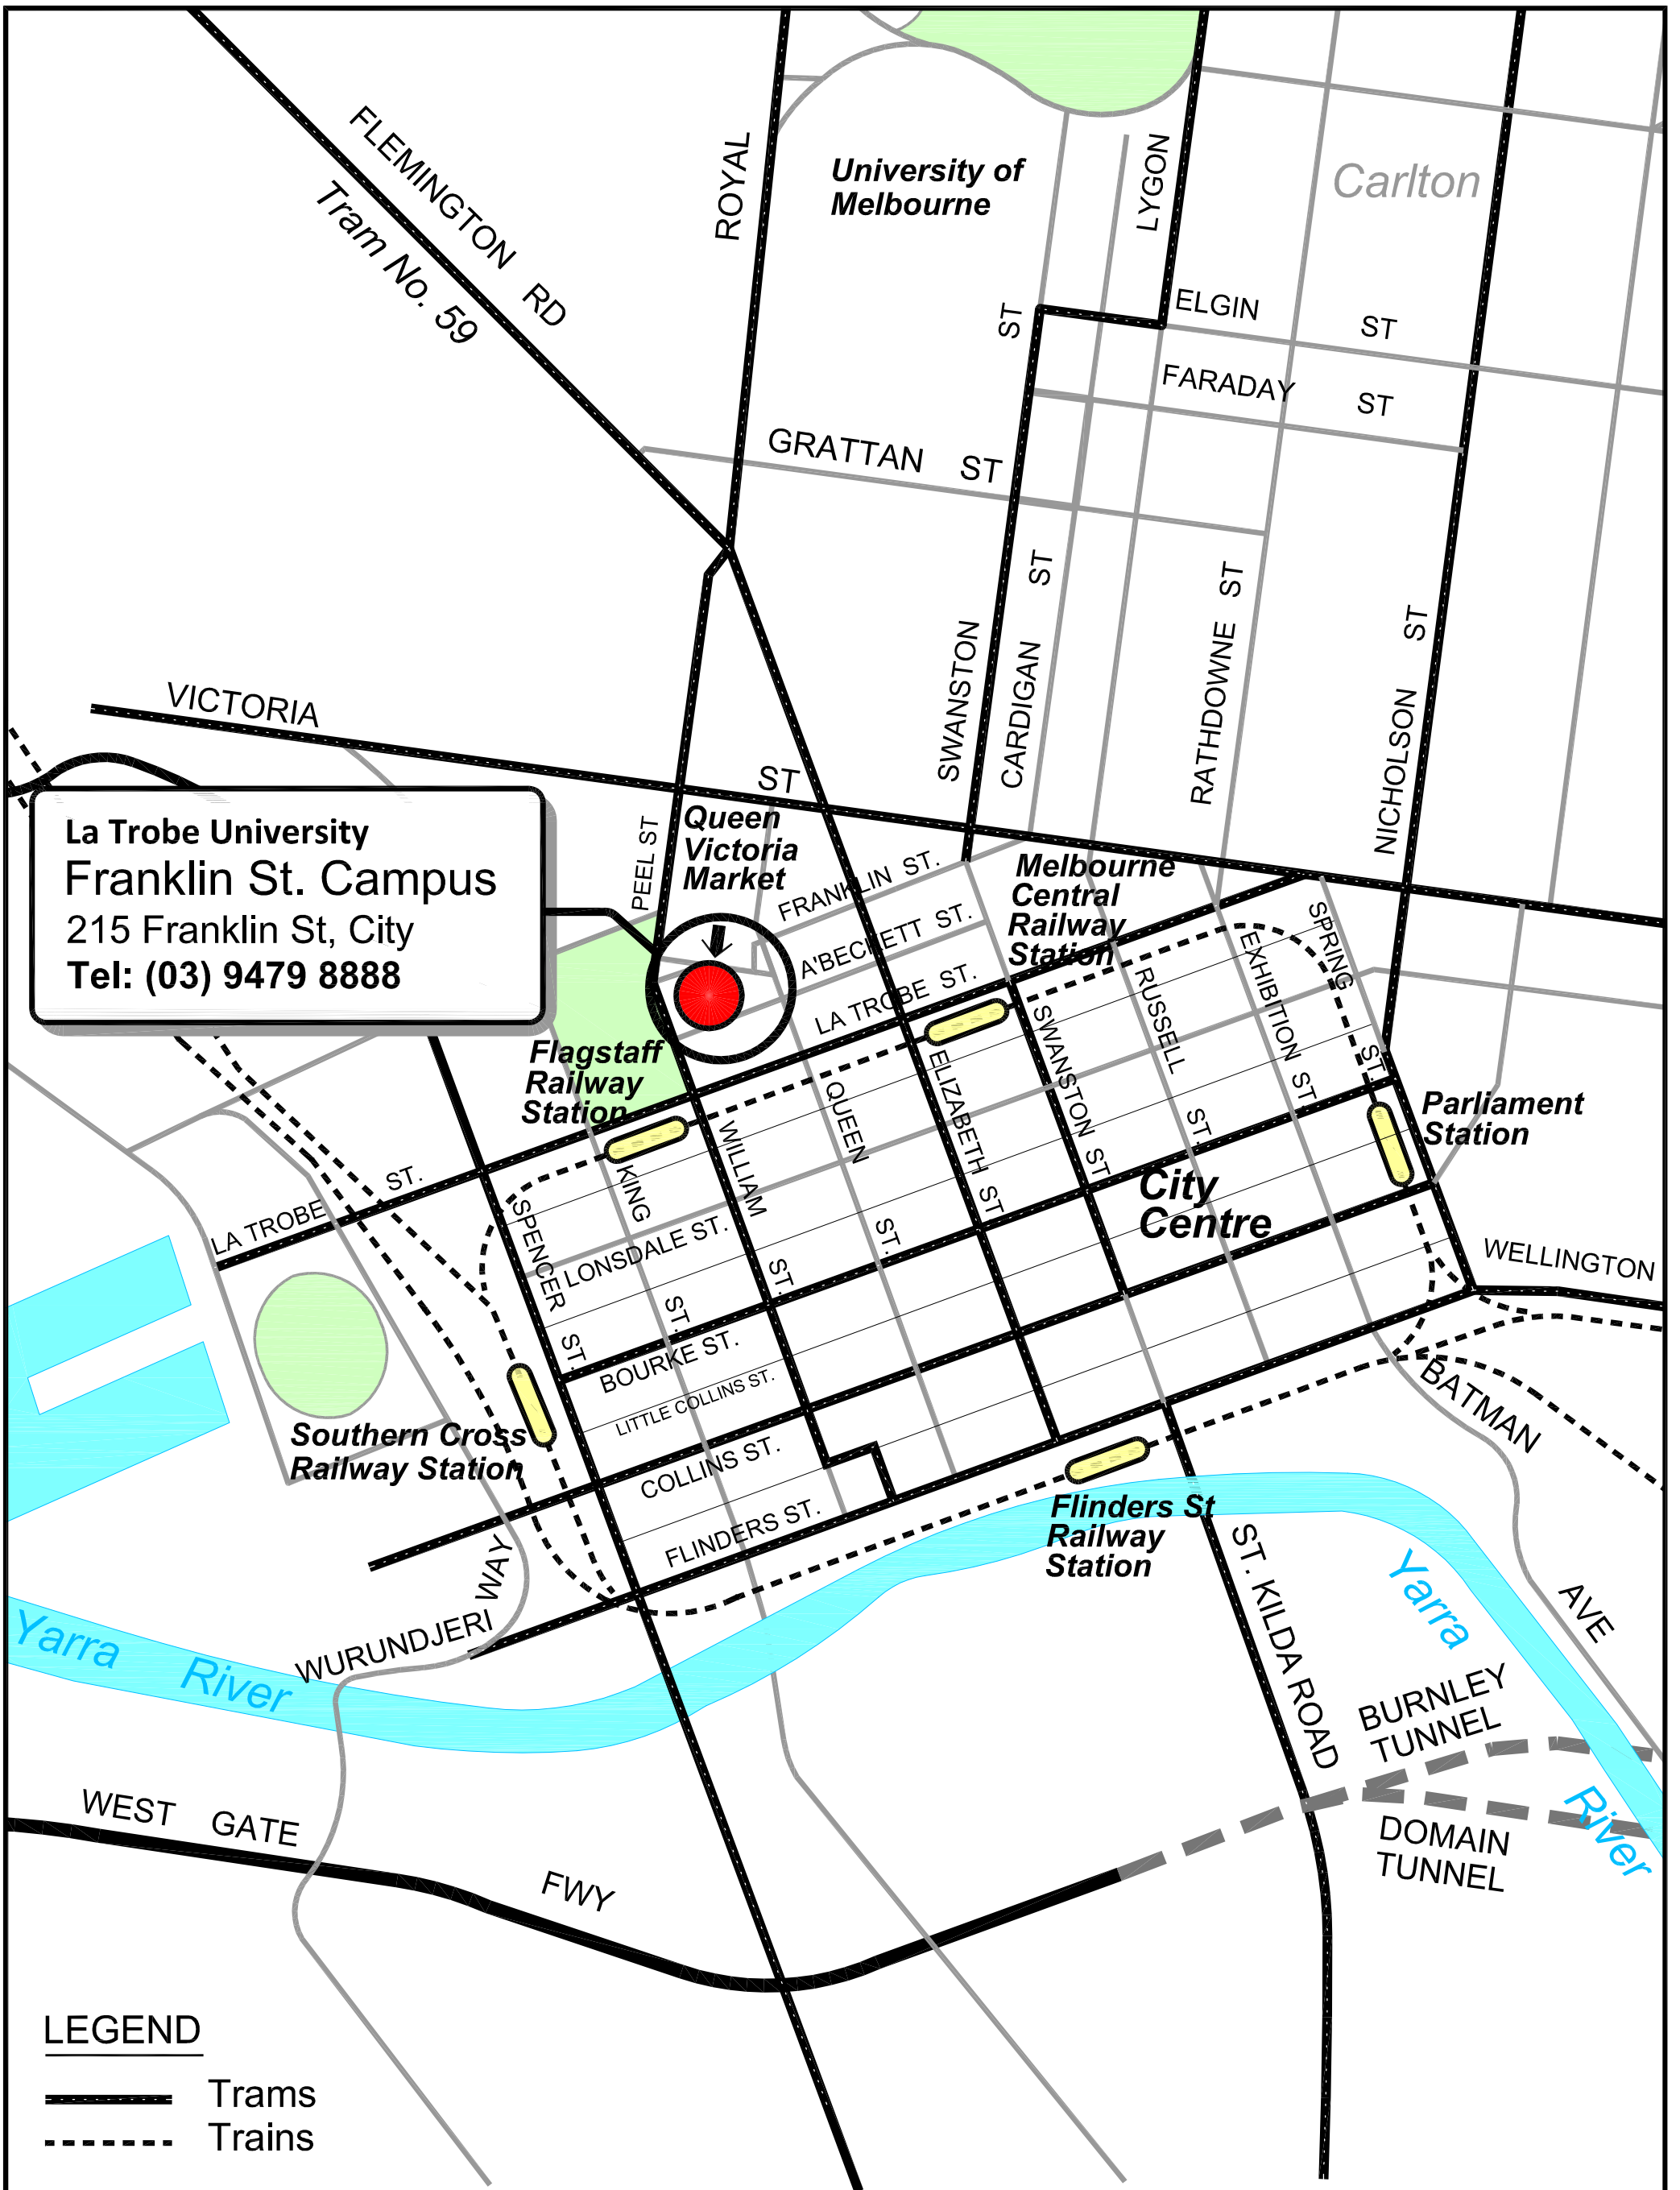 FLEMINGTON RD
Tram No. 59
ROYAL
University of
Melbourne
LYGON
Carlton
ST
ELGIN ST
FARADAY ST
GRATTAN ST
SWANSTON
CARDIGAN ST
RATHDOWNE ST
NICHOLSON ST
VICTORIA ST
La Trobe University
Franklin St. Campus
215 Franklin St, City
Tel: (03) 9479 8888
PEEL ST
Queen
Victoria
Market
FRANKLIN ST.
A'BECKETT ST.
LA TROBE ST.
Melbourne
Central
Railway
Station
SPRING ST.
EXHIBITION ST
RUSSELL ST.
SWANSTON ST
ELIZABETH ST
QUEEN ST.
WILLIAM ST.
KING ST.
SPENCER ST.
Flagstaff
Railway
Station
Parliament
Station
City
Centre
LA TROBE ST.
LONSDALE ST.
BOURKE ST.
LITTLE COLLINS ST.
COLLINS ST.
FLINDERS ST.
WELLINGTON
BATMAN AVE
Southern Cross
Railway Station
Flinders St
Railway
Station
WURUNDJERI WAY
ST. KILDA ROAD
Yarra River
Yarra River
BURNLEY
TUNNEL
DOMAIN
TUNNEL
WEST GATE FWY
LEGEND
Trams
Trains